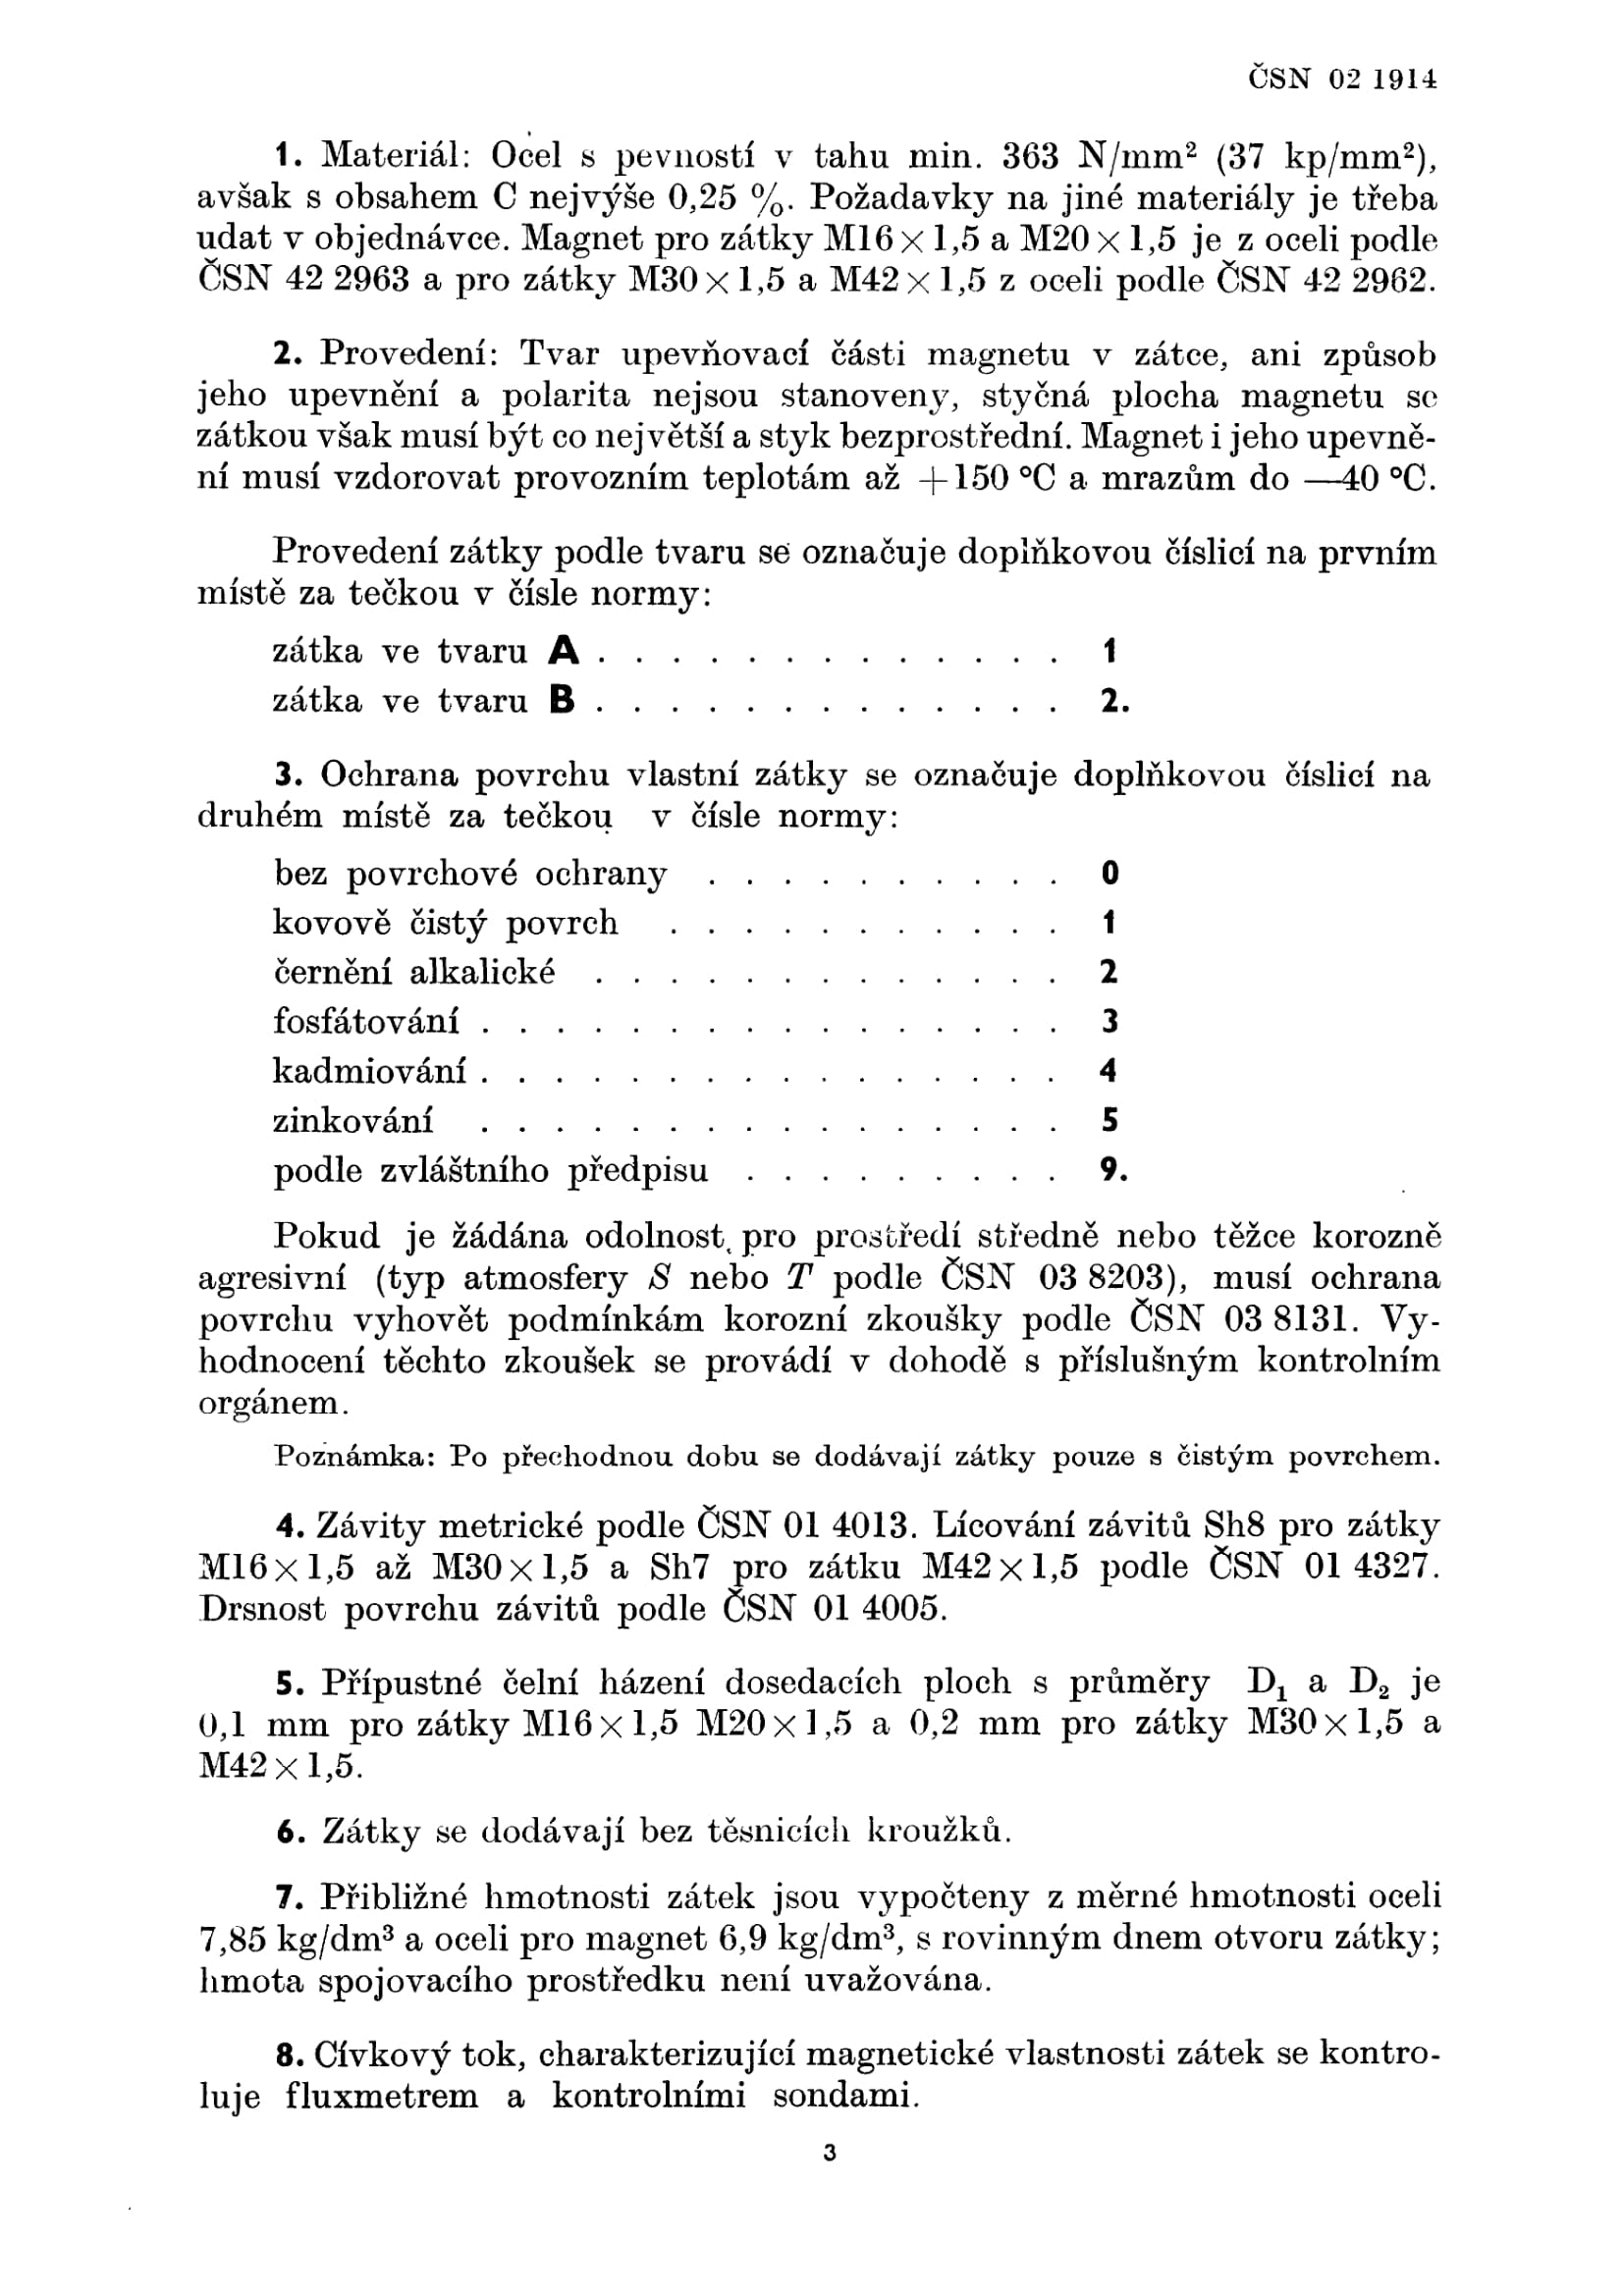 ČSN 02 1914
1. Materiál: Ocel s pevností v tahu min. 363 N/mm² (37 kp/mm²),
avšak s obsahem C nejvýše 0,25 %. Požadavky na jiné materiály je třeba
udat v objednávce. Magnet pro zátky M16×1,5 a M20×1,5 je z oceli podle
ČSN 42 2963 a pro zátky M30×1,5 a M42×1,5 z oceli podle ČSN 42 2962.
2. Provedení: Tvar upevňovací části magnetu v zátce, ani způsob
jeho upevnění a polarita nejsou stanoveny, styčná plocha magnetu se
zátkou však musí být co největší a styk bezprostřední. Magnet i jeho upevně-
ní musí vzdorovat provozním teplotám až +150 °C a mrazům do —40 °C.
Provedení zátky podle tvaru se označuje doplňkovou číslicí na prvním
místě za tečkou v čísle normy:
zátka ve tvaru A . . . . . . . . . . . . . 1
zátka ve tvaru B . . . . . . . . . . . . . 2.
3. Ochrana povrchu vlastní zátky se označuje doplňkovou číslicí na
druhém místě za tečkou v čísle normy:
bez povrchové ochrany . . . . . . . . . . 0
kovově čistý povrch . . . . . . . . . . . 1
černění alkalické . . . . . . . . . . . . . 2
fosfátování . . . . . . . . . . . . . . . . 3
kadmiování . . . . . . . . . . . . . . . . 4
zinkování . . . . . . . . . . . . . . . . 5
podle zvláštního předpisu . . . . . . . . . 9.
Pokud je žádána odolnost pro prostředí středně nebo těžce korozně
agresivní (typ atmosfery S nebo T podle ČSN 03 8203), musí ochrana
povrchu vyhovět podmínkám korozní zkoušky podle ČSN 03 8131. Vy-
hodnocení těchto zkoušek se provádí v dohodě s příslušným kontrolním
orgánem.
Poznámka: Po přechodnou dobu se dodávají zátky pouze s čistým povrchem.
4. Závity metrické podle ČSN 01 4013. Lícování závitů Sh8 pro zátky
M16×1,5 až M30×1,5 a Sh7 pro zátku M42×1,5 podle ČSN 01 4327.
Drsnost povrchu závitů podle ČSN 01 4005.
5. Přípustné čelní házení dosedacích ploch s průměry D₁ a D₂ je
0,1 mm pro zátky M16×1,5 M20×1,5 a 0,2 mm pro zátky M30×1,5 a
M42×1,5.
6. Zátky se dodávají bez těsnicích kroužků.
7. Přibližné hmotnosti zátek jsou vypočteny z měrné hmotnosti oceli
7,85 kg/dm³ a oceli pro magnet 6,9 kg/dm³, s rovinným dnem otvoru zátky;
hmota spojovacího prostředku není uvažována.
8. Cívkový tok, charakterizující magnetické vlastnosti zátek se kontro-
luje fluxmetrem a kontrolními sondami.
3